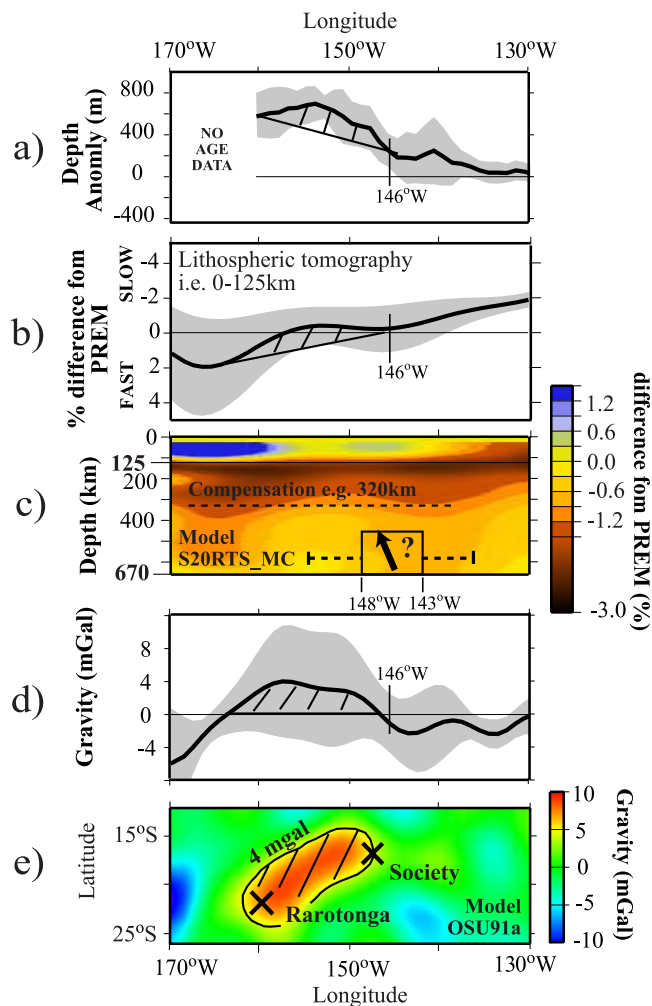 Longitude
170°W 150°W 130°W
a)
Depth
Anomly (m)
800
400
0
-400
NO
AGE
DATA
146°W
b)
% difference fom
PREM
SLOW
FAST
-4
-2
0
2
4
Lithospheric tomography
i.e. 0-125km
146°W
c)
Depth (km)
0
125
200
400
670
Compensation e.g. 320km
Model
S20RTS_MC
?
148°W 143°W
difference fom PREM (%)
1.2
0.6
0.0
-0.6
-1.2
-3.0
d)
Gravity (mGal)
8
4
0
-4
146°W
e)
Latitude
15°S
25°S
4 mgal
Society
Rarotonga
Model
OSU91a
170°W 150°W 130°W
Longitude
Gravity (mGal)
10
5
0
-5
-10